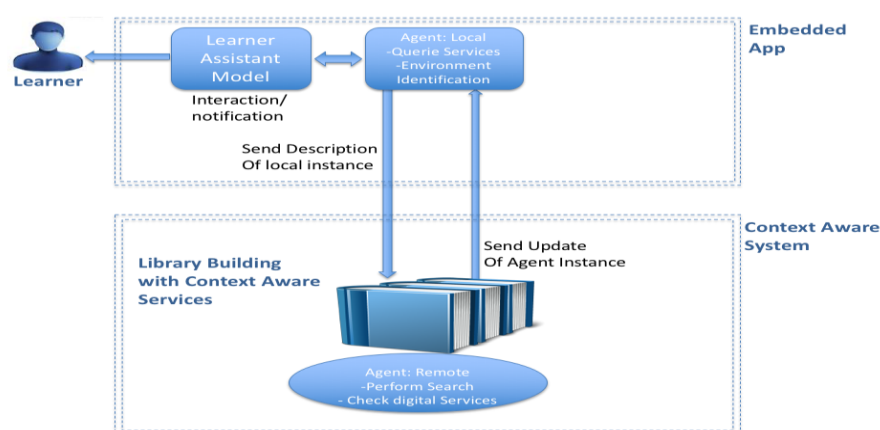 Learner
Learner
Assistant
Model
Interaction/
notification
Agent: Local
-Querie Services
-Environment
Identification
Embedded
App
Send Description
Of local instance
Send Update
Of Agent Instance
Context Aware
System
Library Building
with Context Aware
Services
Agent: Remote
-Perform Search
- Check digital Services